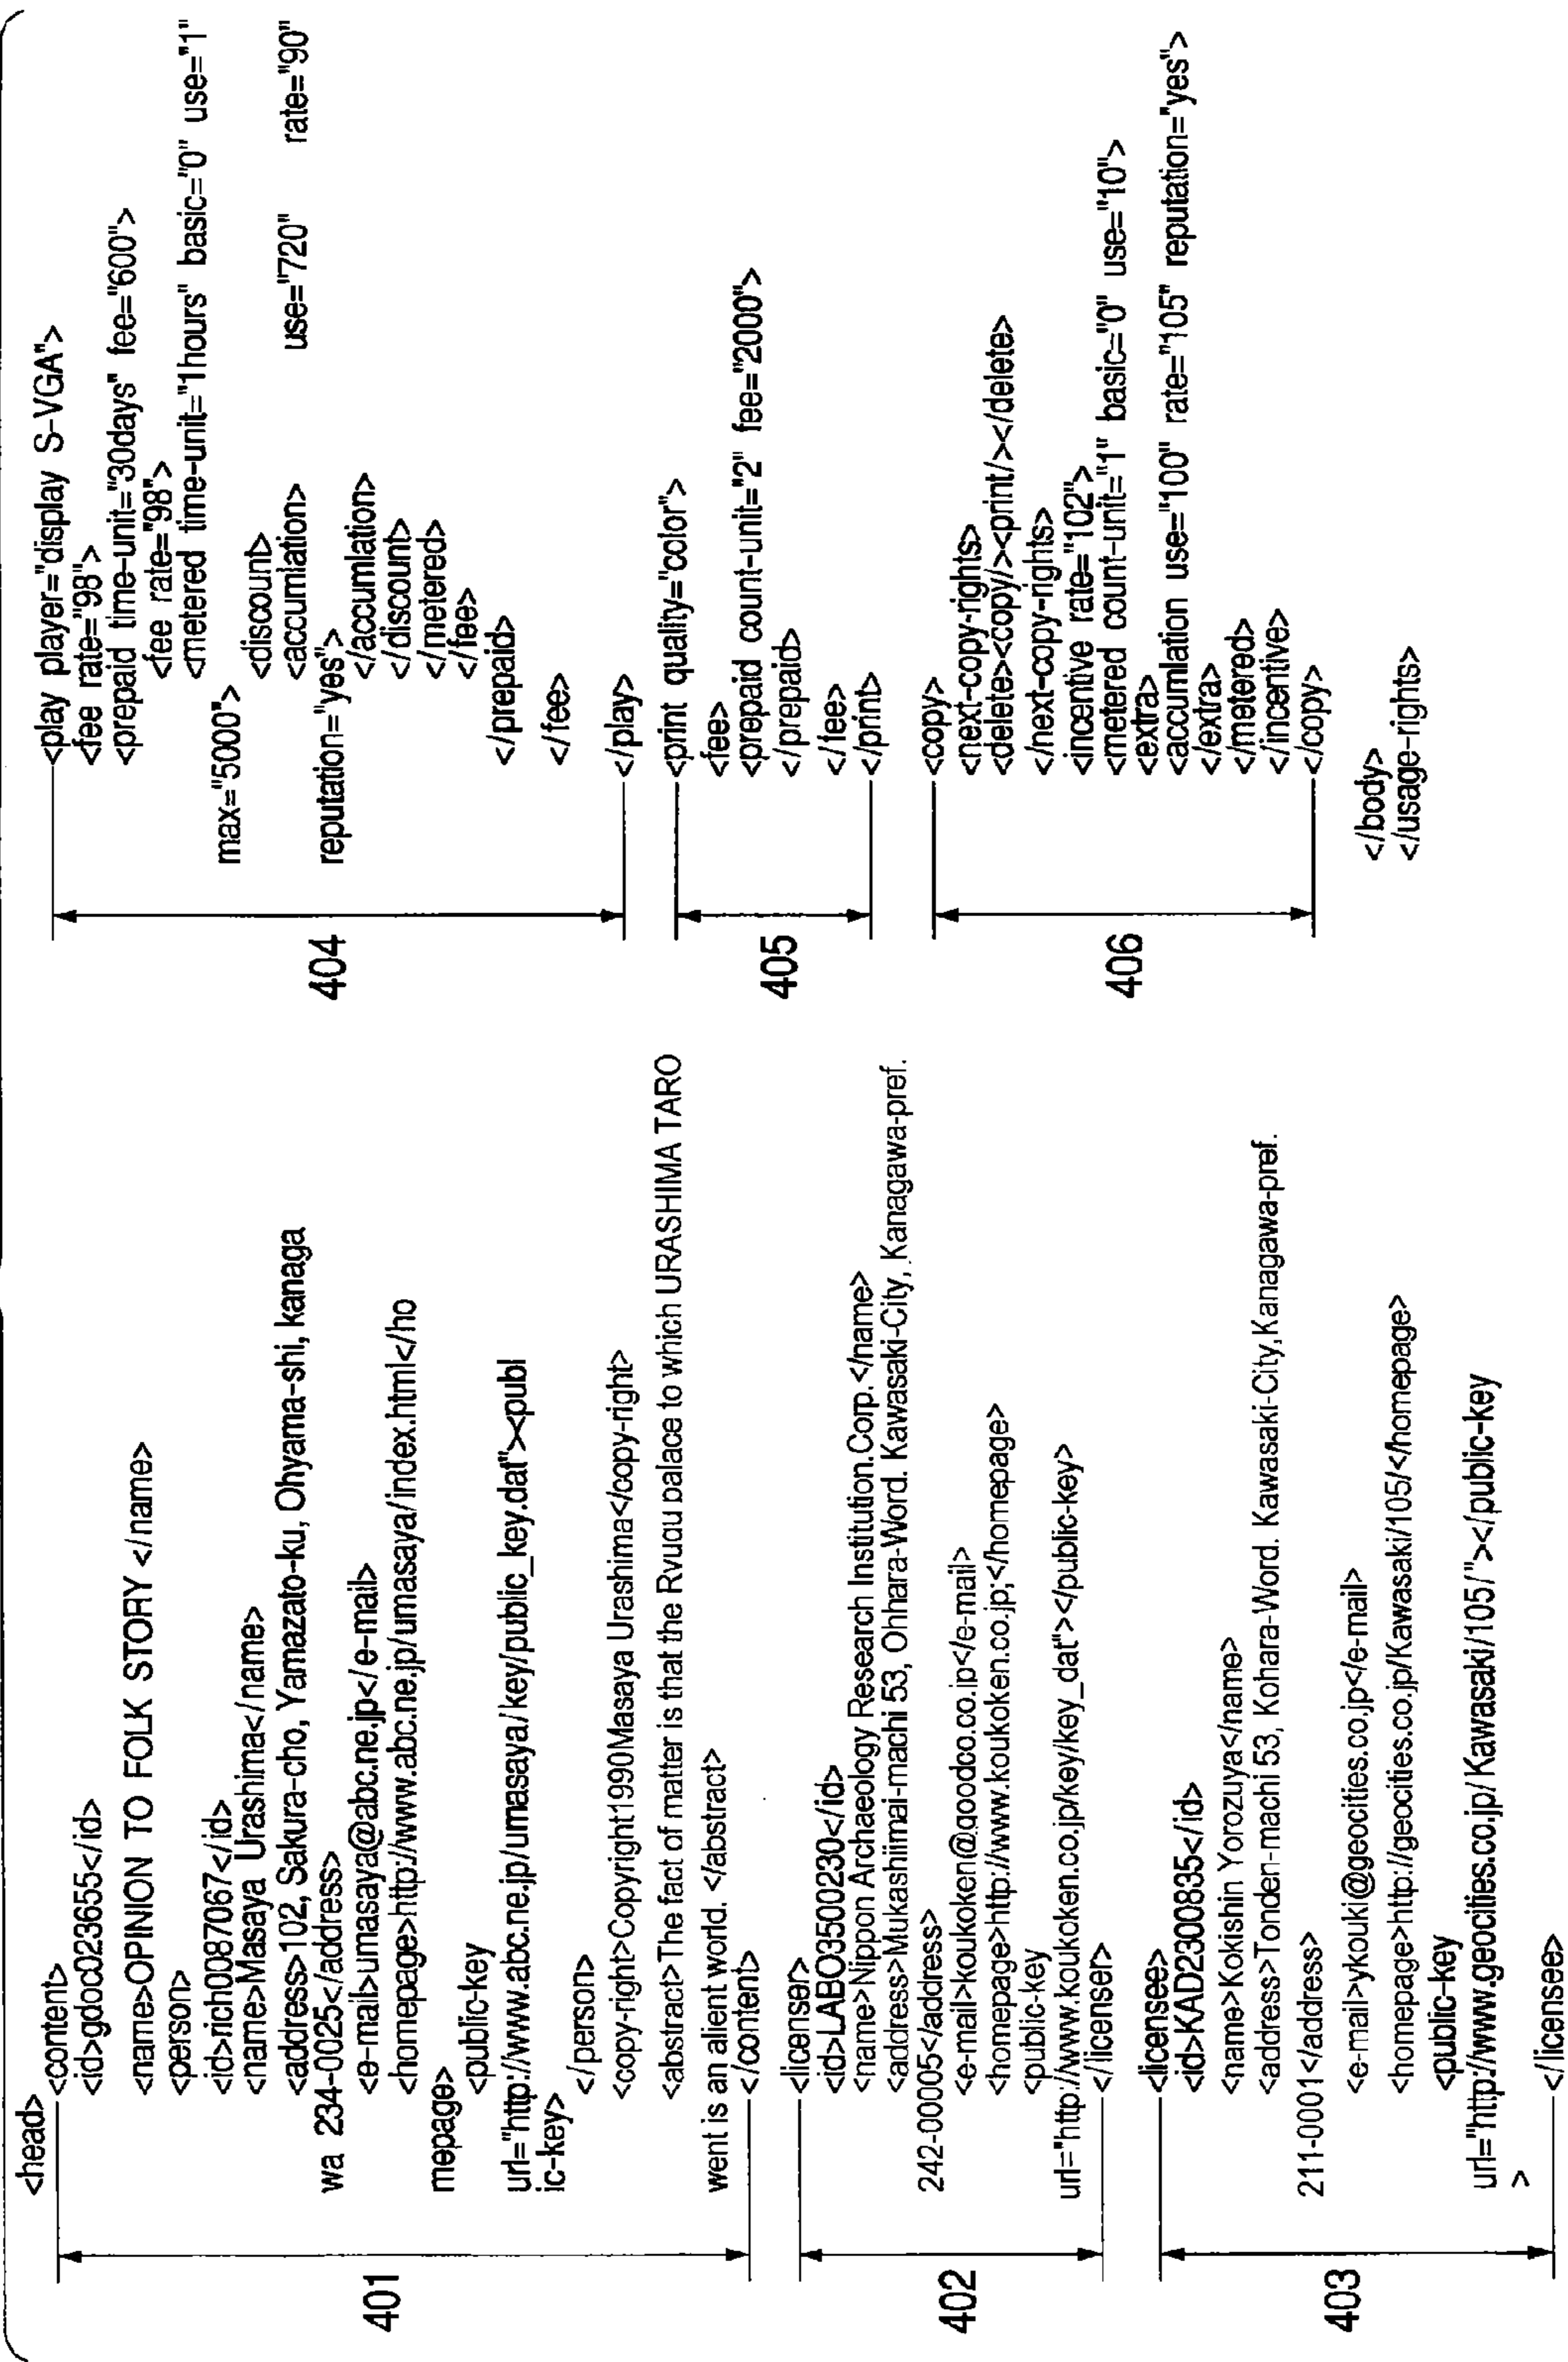 <head>
<content>
<id>gdoc023655</id>
<name>OPINION TO FOLK STORY </name>
<person>
<id>rich0087067</id>
<name>Masaya Urashima</name>
<address>102, Sakura-cho, Yamazato-ku, Ohyama-shi, kanaga
wa 234-0025</address>
<e-mail>umasaya@abc.ne.jp</e-mail>
<homepage>http://www.abc.ne.jp/umasaya/index.html</ho
mepage>
<public-key
url="http://www.abc.ne.jp/umasaya/key/public_key.dat"><publ
ic-key>
</person>
<copy-right>Copyright1990Masaya Urashima</copy-right>
<abstract>The fact of matter is that the Rvuau palace to which URASHIMA TARO
went is an alient world. </abstract>
</content>
401
<licenser>
<id>LABO3500230</id>
<name>Nippon Archaeology Research Institution.Corp.</name>
<address>Mukashiimai-machi 53, Ohhara-Word. Kawasaki-City, Kanagawa-pref.
242-00005</address>
<e-mail>koukoken@goodco.co.jp</e-mail>
<homepage>http://www.koukoken.co.jp;</homepage>
<public-key
url="http://www.koukoken.co.jp/key/key_dat"></public-key>
</licenser>
402
<licensee>
<id>KAD2300835</id>
<name>Kokishin Yorozuya</name>
<address>Tonden-machi 53, Kohara-Word. Kawasaki-City,Kanagawa-pref.
211-0001</address>
<e-mail>ykouki@geocities.co.jp</e-mail>
<homepage>http://geocities.co.jp/Kawasaki/105/</homepage>
<public-key
url="http://www.geocities.co.jp/Kawasaki/105/"></public-key
>
</licensee>
403
<play player="display S-VGA">
<fee rate="98">
<prepaid time-unit="30days" fee="600">
<fee rate="98">
<metered time-unit="1hours" basic="0" use="1"
max="5000">
<discount>
<accumlation> use="720" rate="90"
reputation="yes">
</accumlation>
</discount>
</metered>
</fee>
</prepaid>
</fee>
</play>
404
<print quality="color">
<fee>
<prepaid count-unit="2" fee="2000">
</prepaid>
</fee>
</print>
405
<copy>
<next-copy-rights>
<delete><copy/><print/></delete>
</next-copy-rights>
<incentive rate="102">
<metered count-unit="1" basic="0" use="10">
<extra>
<accumlation use="100" rate="105" reputation="yes">
</extra>
</metered>
</incentive>
</copy>
406
</body>
</usage-rights>